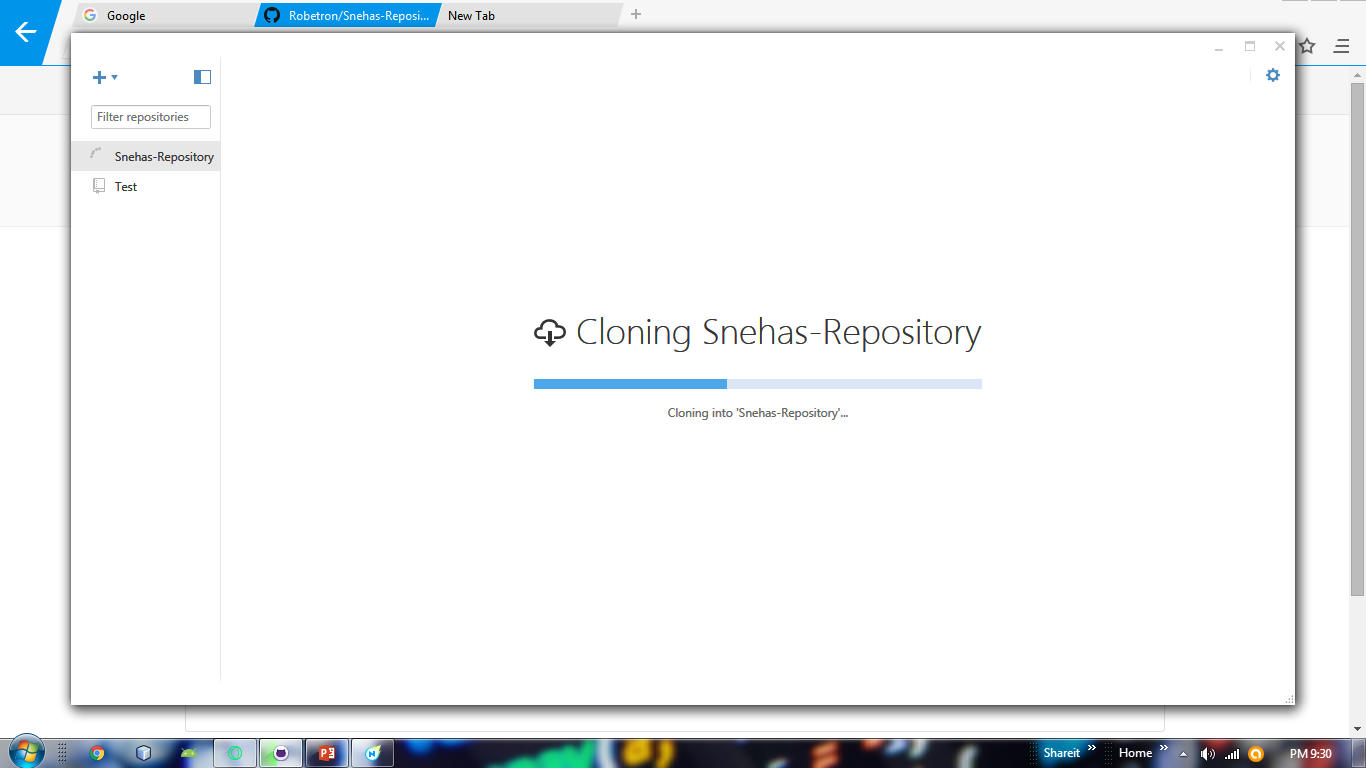 Google
Robetron/Snehas-Reposi...
New Tab
Filter repositories
Snehas-Repository
Test
Cloning Snehas-Repository
Cloning into 'Snehas-Repository'...
Shareit
Home
PM 9:30